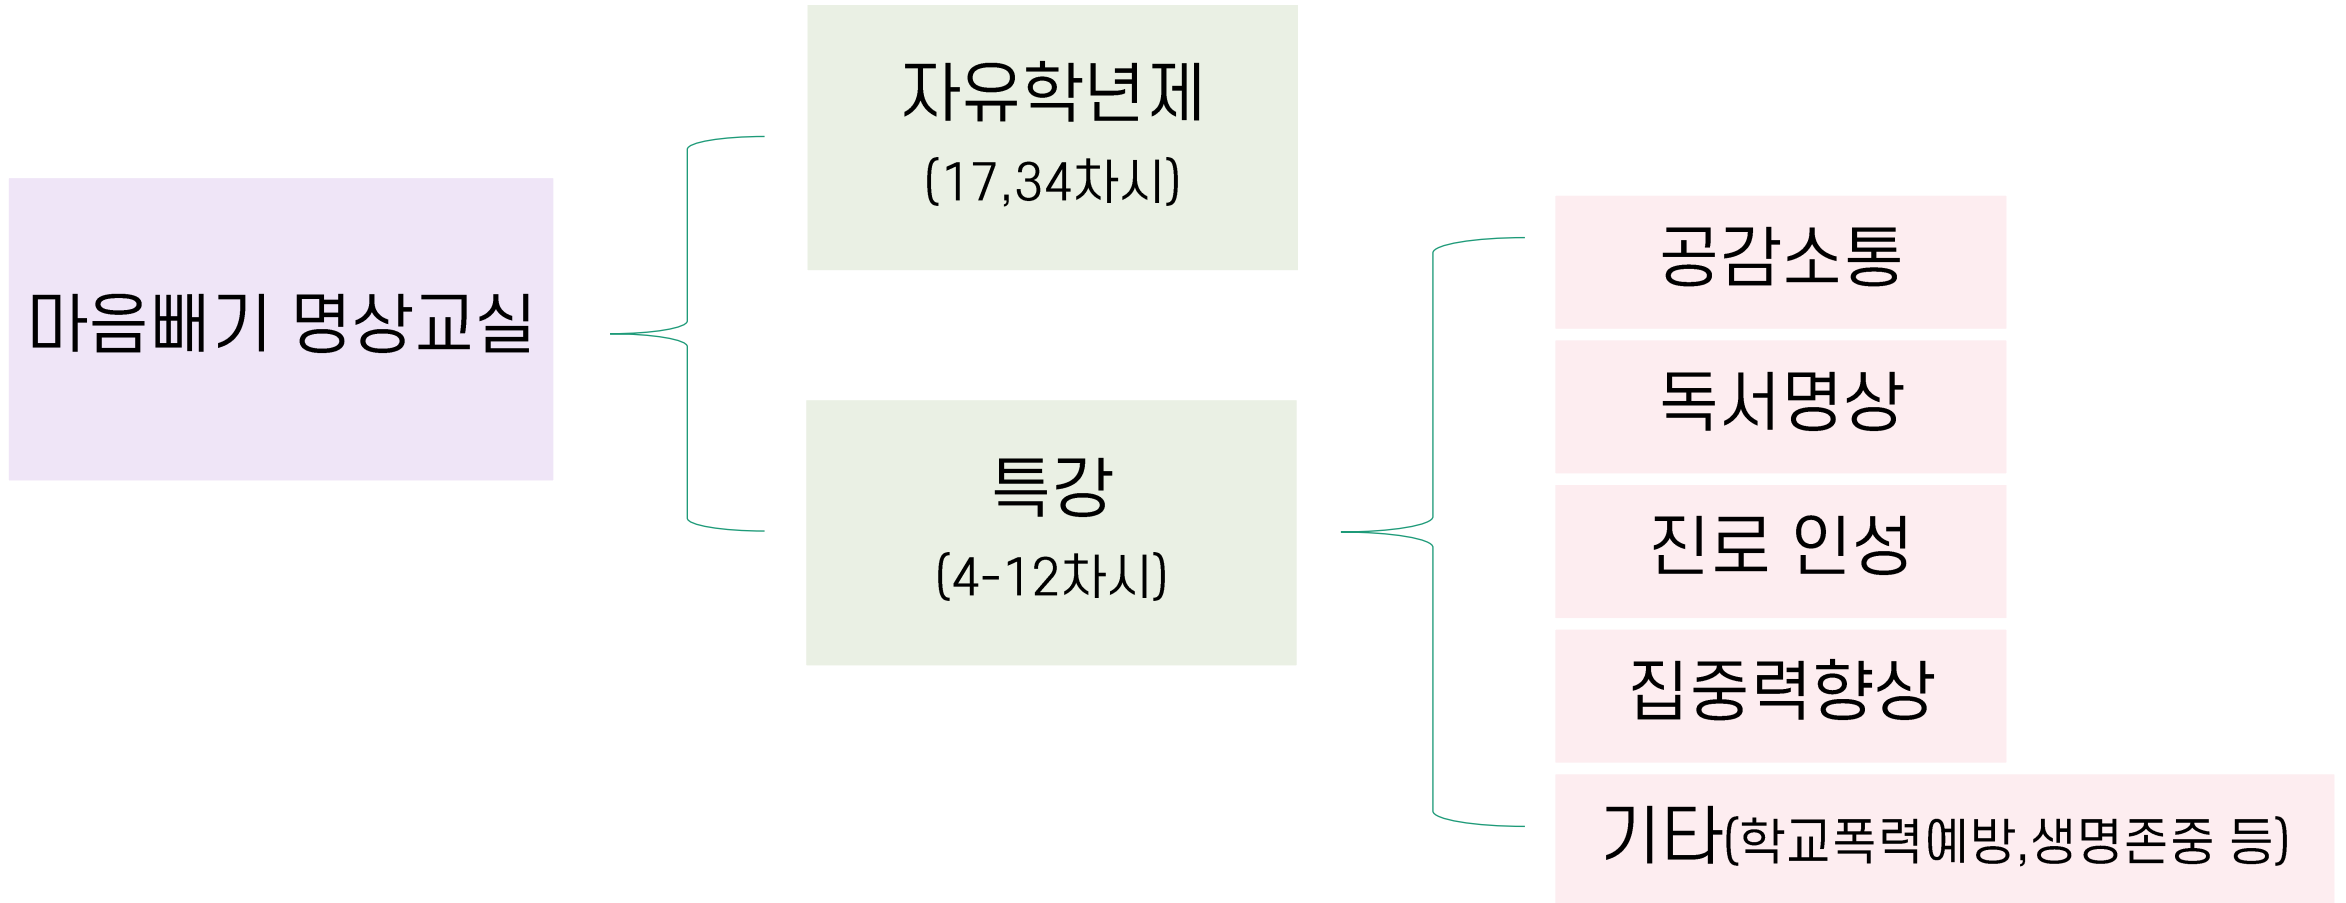 마음빼기 명상교실
자유학년제
(17,34차시)
특강
(4-12차시)
공감소통
독서명상
진로 인성
집중력향상
기타(학교폭력예방,생명존중 등)